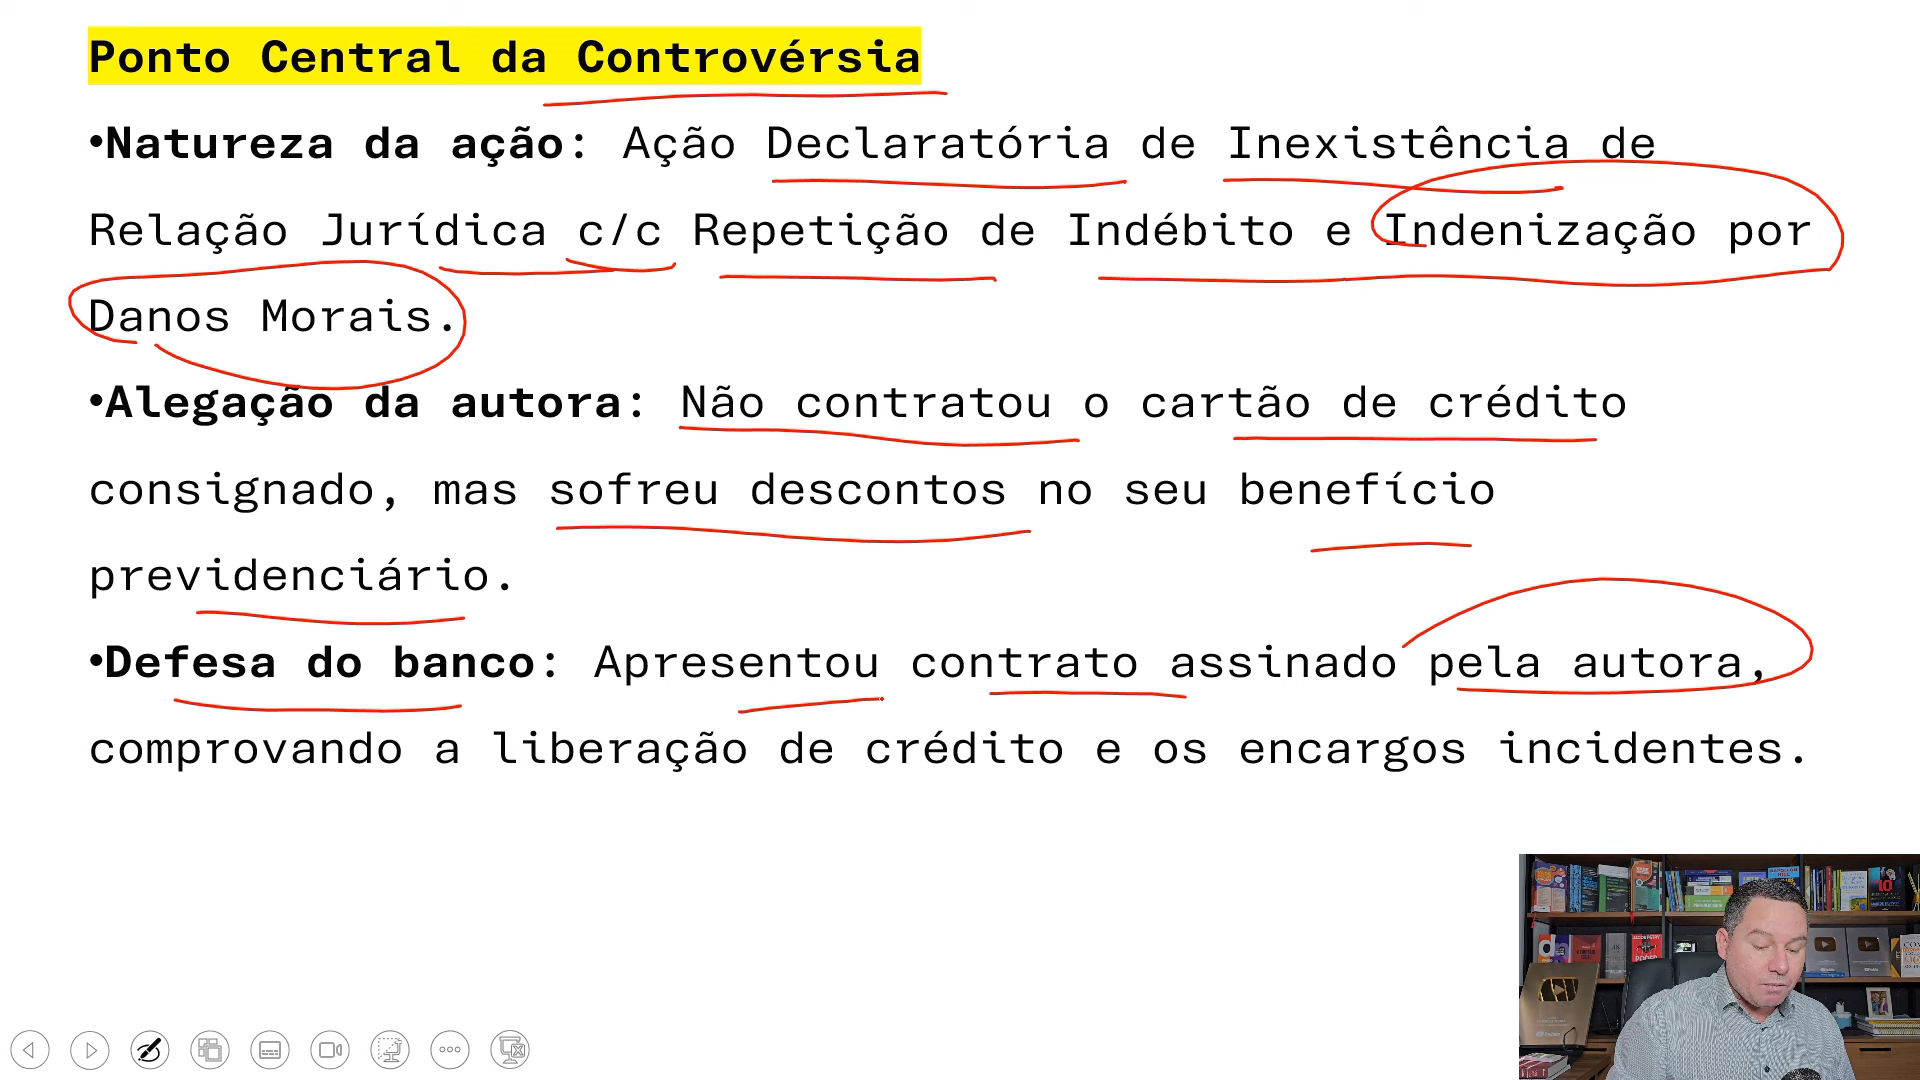 Ponto Central da Controvérsia
•Natureza da ação: Ação Declaratória de Inexistência de
Relação Jurídica c/c Repetição de Indébito e Indenização por
Danos Morais.
•Alegação da autora: Não contratou o cartão de crédito
consignado, mas sofreu descontos no seu benefício
previdenciário.
•Defesa do banco: Apresentou contrato assinado pela autora,
comprovando a liberação de crédito e os encargos incidentes.